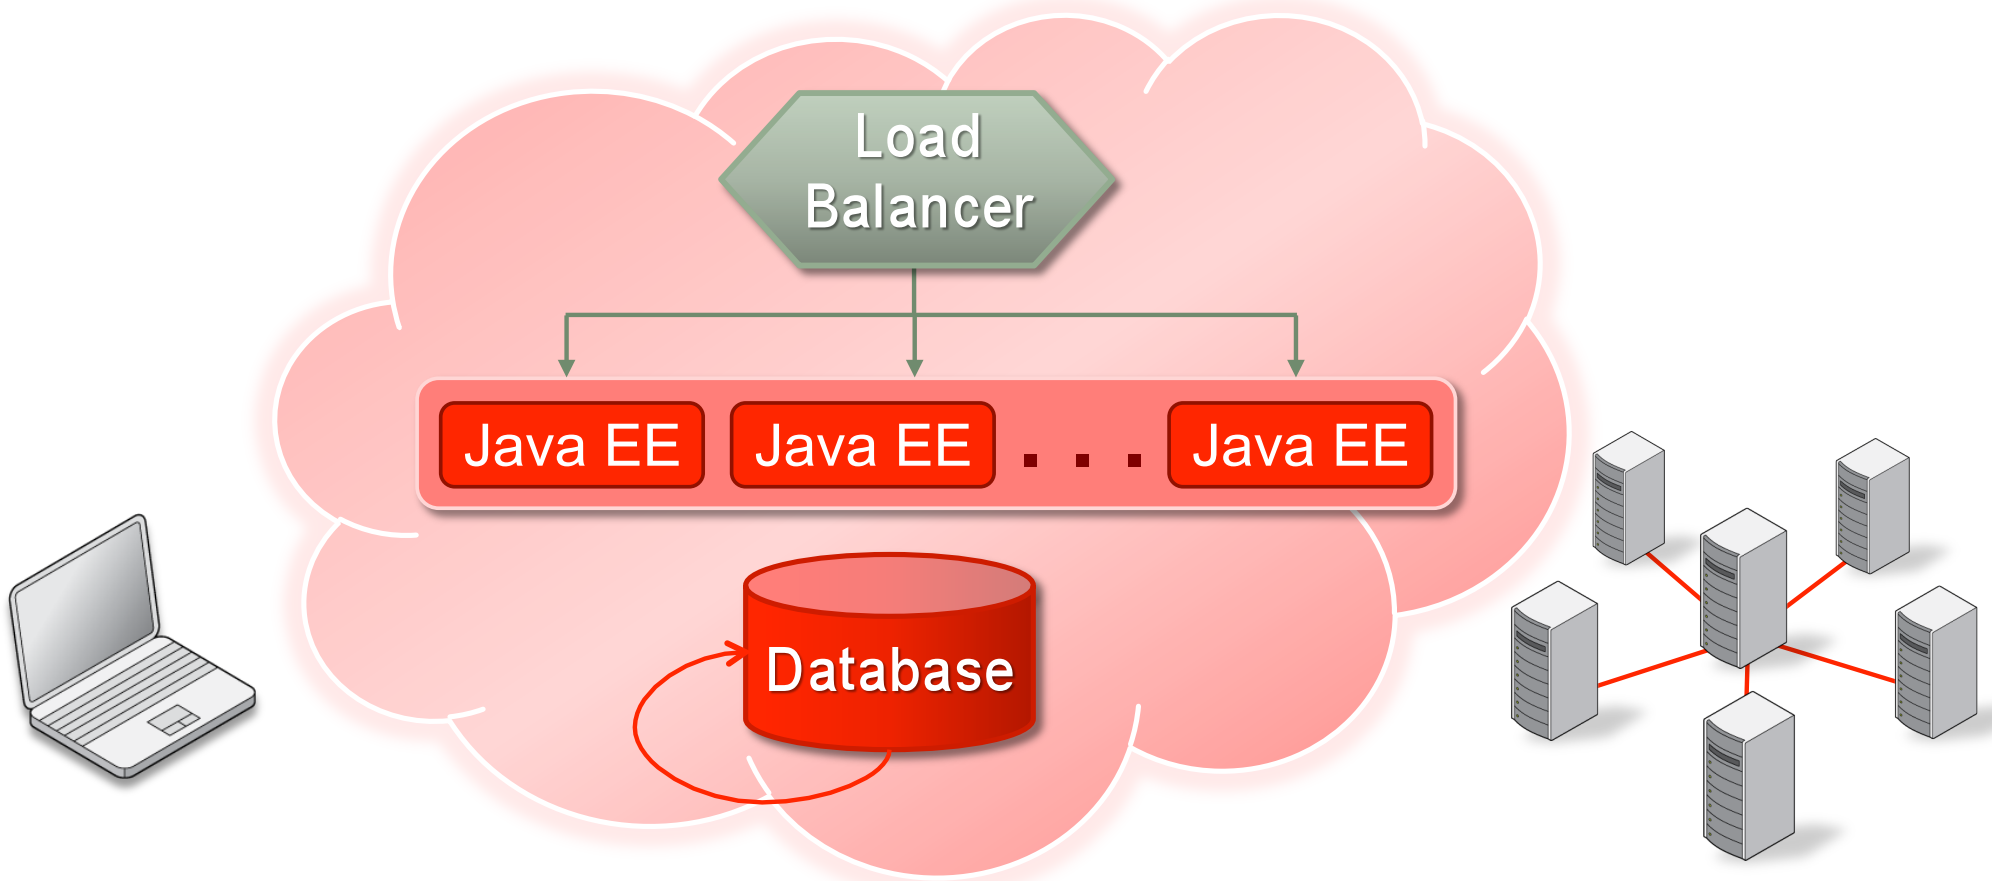 Load
Balancer
Java EE
Java EE
. . .
Java EE
Database